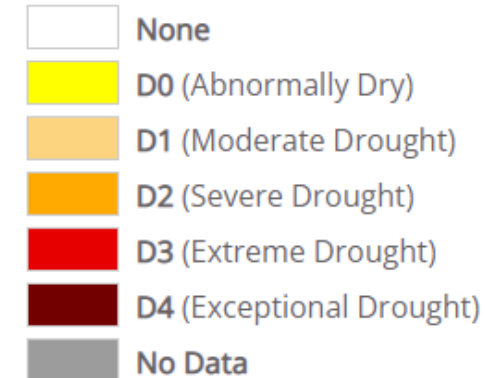 None
D0 (Abnormally Dry)
D1 (Moderate Drought)
D2 (Severe Drought)
D3 (Extreme Drought)
D4 (Exceptional Drought)
No Data